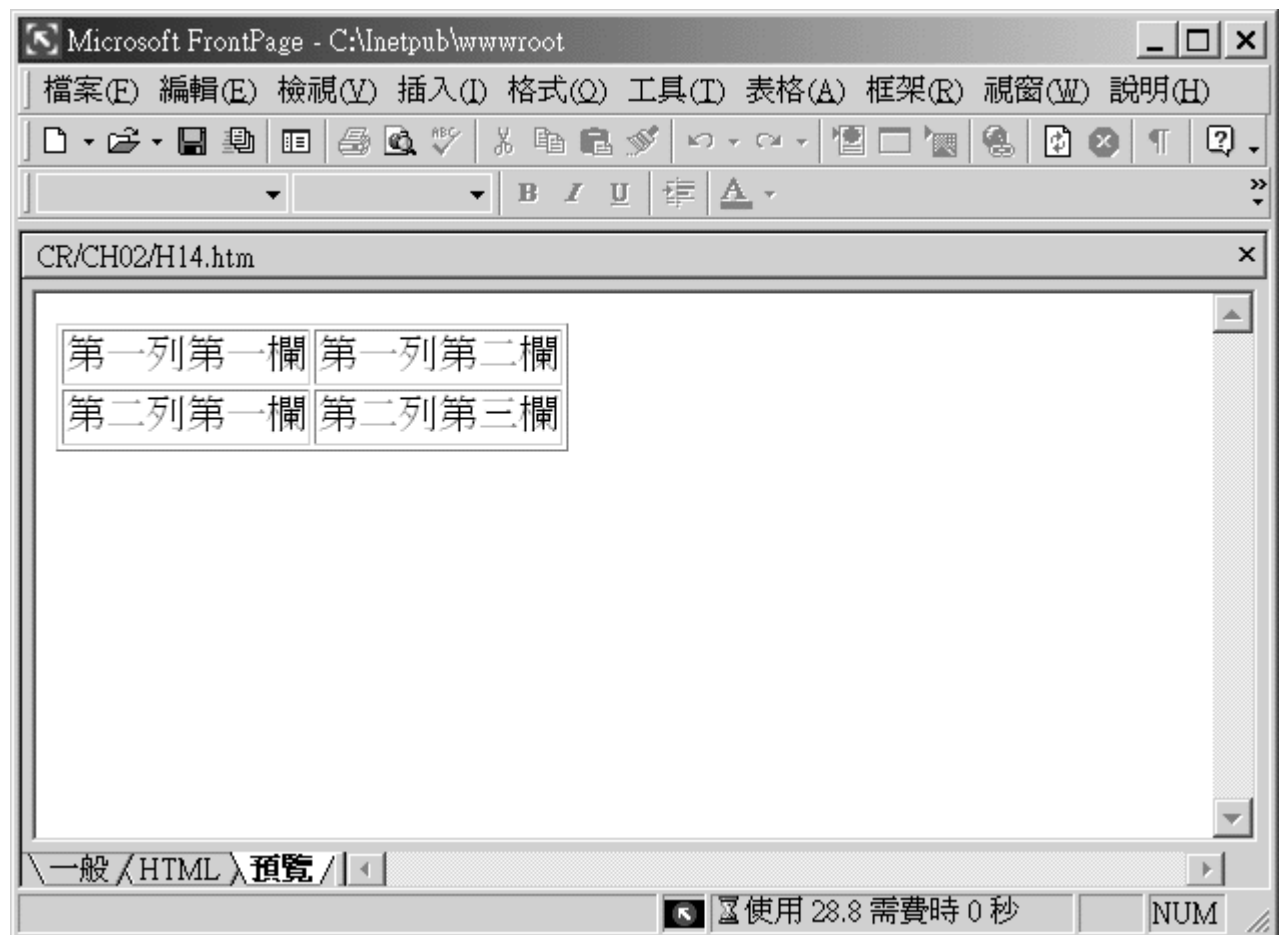 Microsoft FrontPage - C:\Inetpub\wwwroot
檔案(F) 編輯(E) 檢視(V) 插入(I) 格式(O) 工具(T) 表格(A) 框架(R) 視窗(W) 說明(H)
ABC
B I U A
CR/CH02/H14.htm
第一列第一欄 第一列第二欄
第二列第一欄 第二列第三欄
一般 HTML 預覽
使用 28.8 需費時 0 秒 NUM